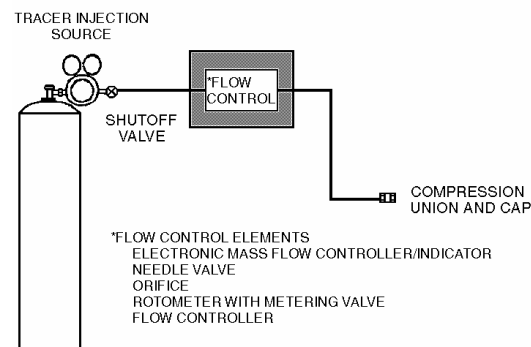 TRACER INJECTION
SOURCE
*FLOW
CONTROL
SHUTOFF
VALVE
COMPRESSION
UNION AND CAP
*FLOW CONTROL ELEMENTS
ELECTRONIC MASS FLOW CONTROLLER/INDICATOR
NEEDLE VALVE
ORIFICE
ROTOMETER WITH METERING VALVE
FLOW CONTROLLER